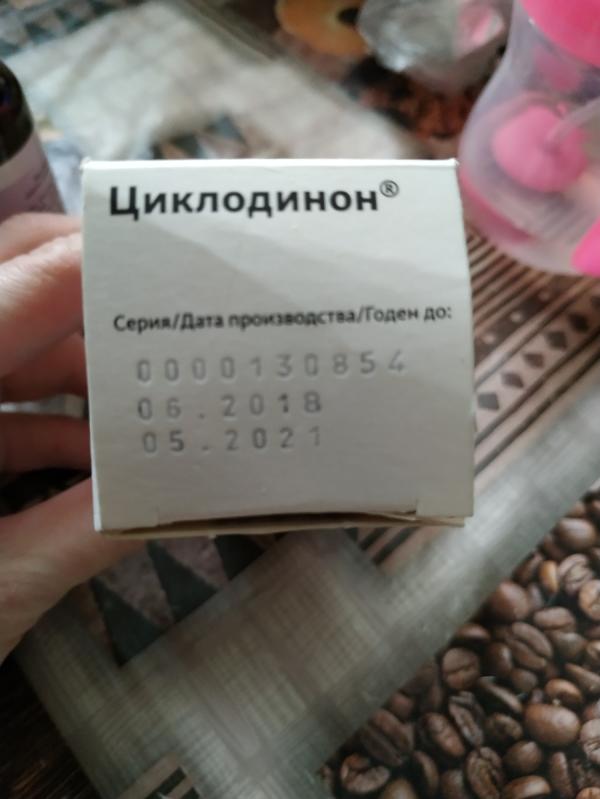 Циклодинон®
Серия/Дата производства/Годен до:
0000130854
06.2018
05.2021